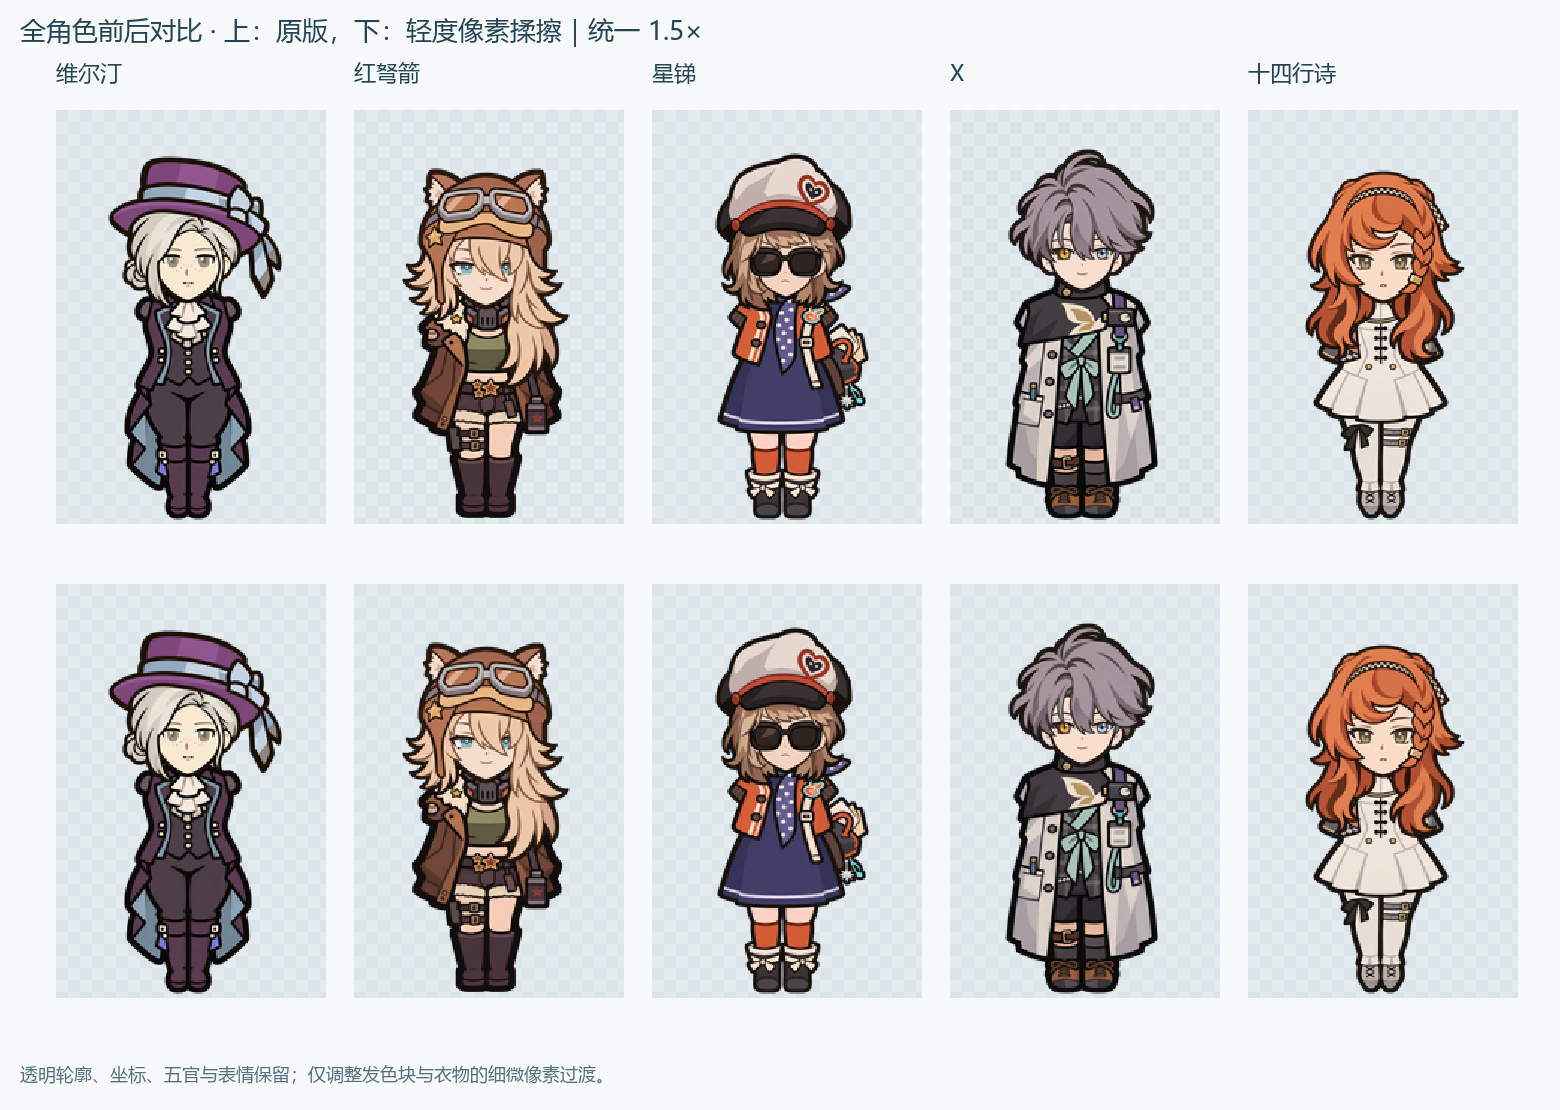 全角色前后对比 · 上：原版，下：轻度像素揉擦｜统一 1.5×
维尔汀
红弩箭
星锑
X
十四行诗
透明轮廓、坐标、五官与表情保留；仅调整发色块与衣物的细微像素过渡。